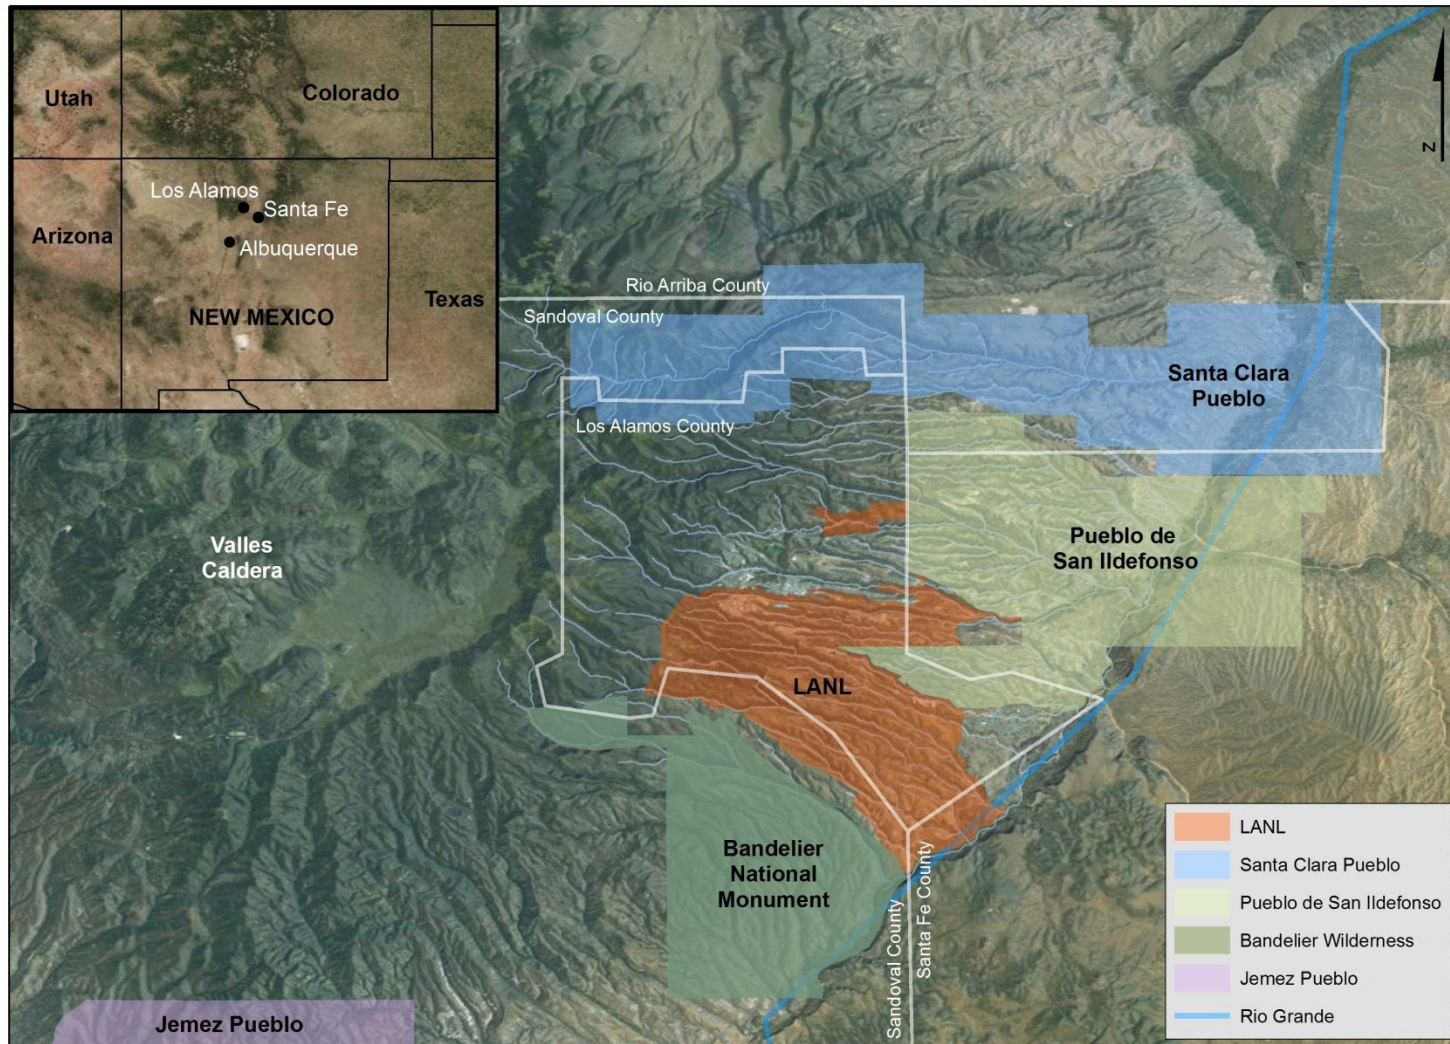 Utah
Colorado
Los Alamos
Santa Fe
Arizona
Albuquerque
Texas
NEW MEXICO
N
Rio Arriba County
Sandoval County
Santa Clara
Pueblo
Los Alamos County
Valles
Caldera
Pueblo de
San Ildefonso
LANL
Bandelier
National
Monument
Sandoval County
Santa Fe County
Jemez Pueblo
LANL
Santa Clara Pueblo
Pueblo de San Ildefonso
Bandelier Wilderness
Jemez Pueblo
Rio Grande